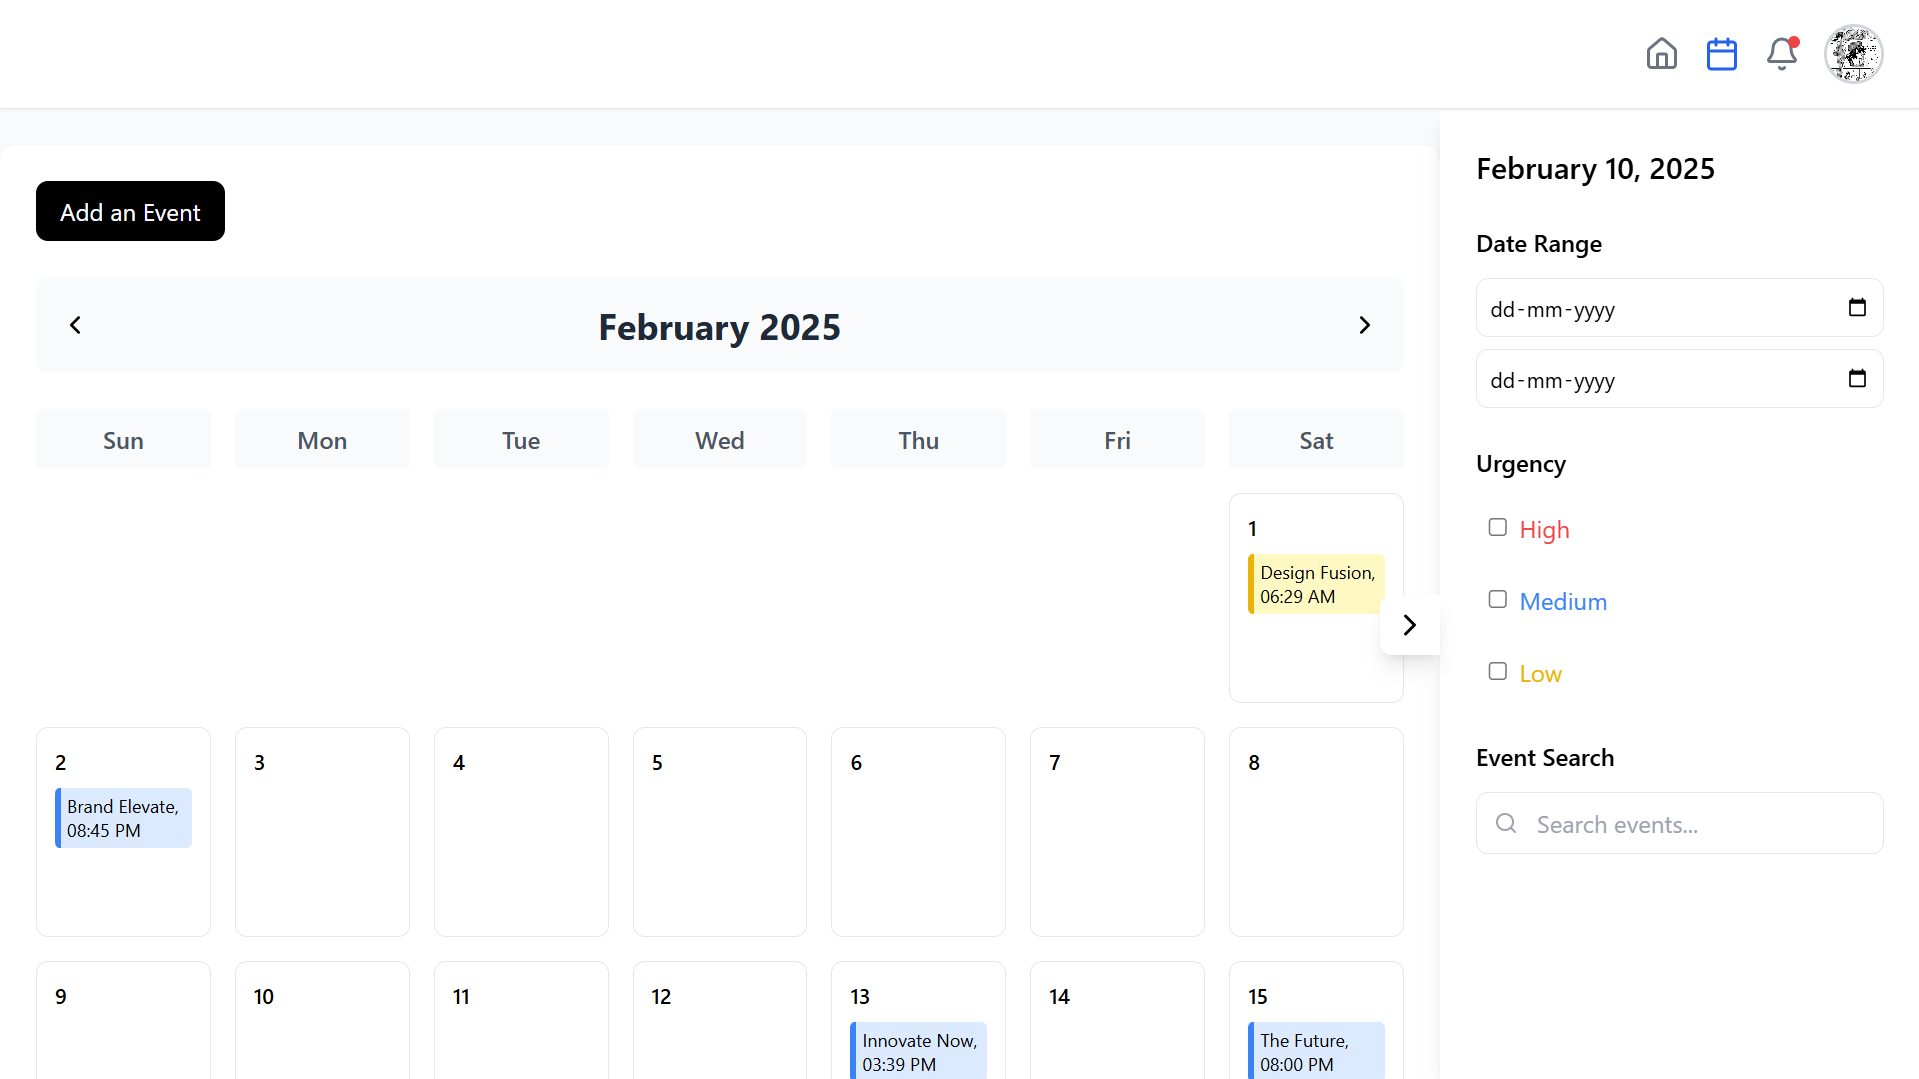 Add an Event
February 2025
Sun Mon Tue Wed Thu Fri Sat
1
Design Fusion,
06:29 AM
2 3 4 5 6 7 8
Brand Elevate,
08:45 PM
9 10 11 12 13 14 15
Innovate Now,
03:39 PM
The Future,
08:00 PM
February 10, 2025
Date Range
dd-mm-yyyy
dd-mm-yyyy
Urgency
High
Medium
Low
Event Search
Search events...